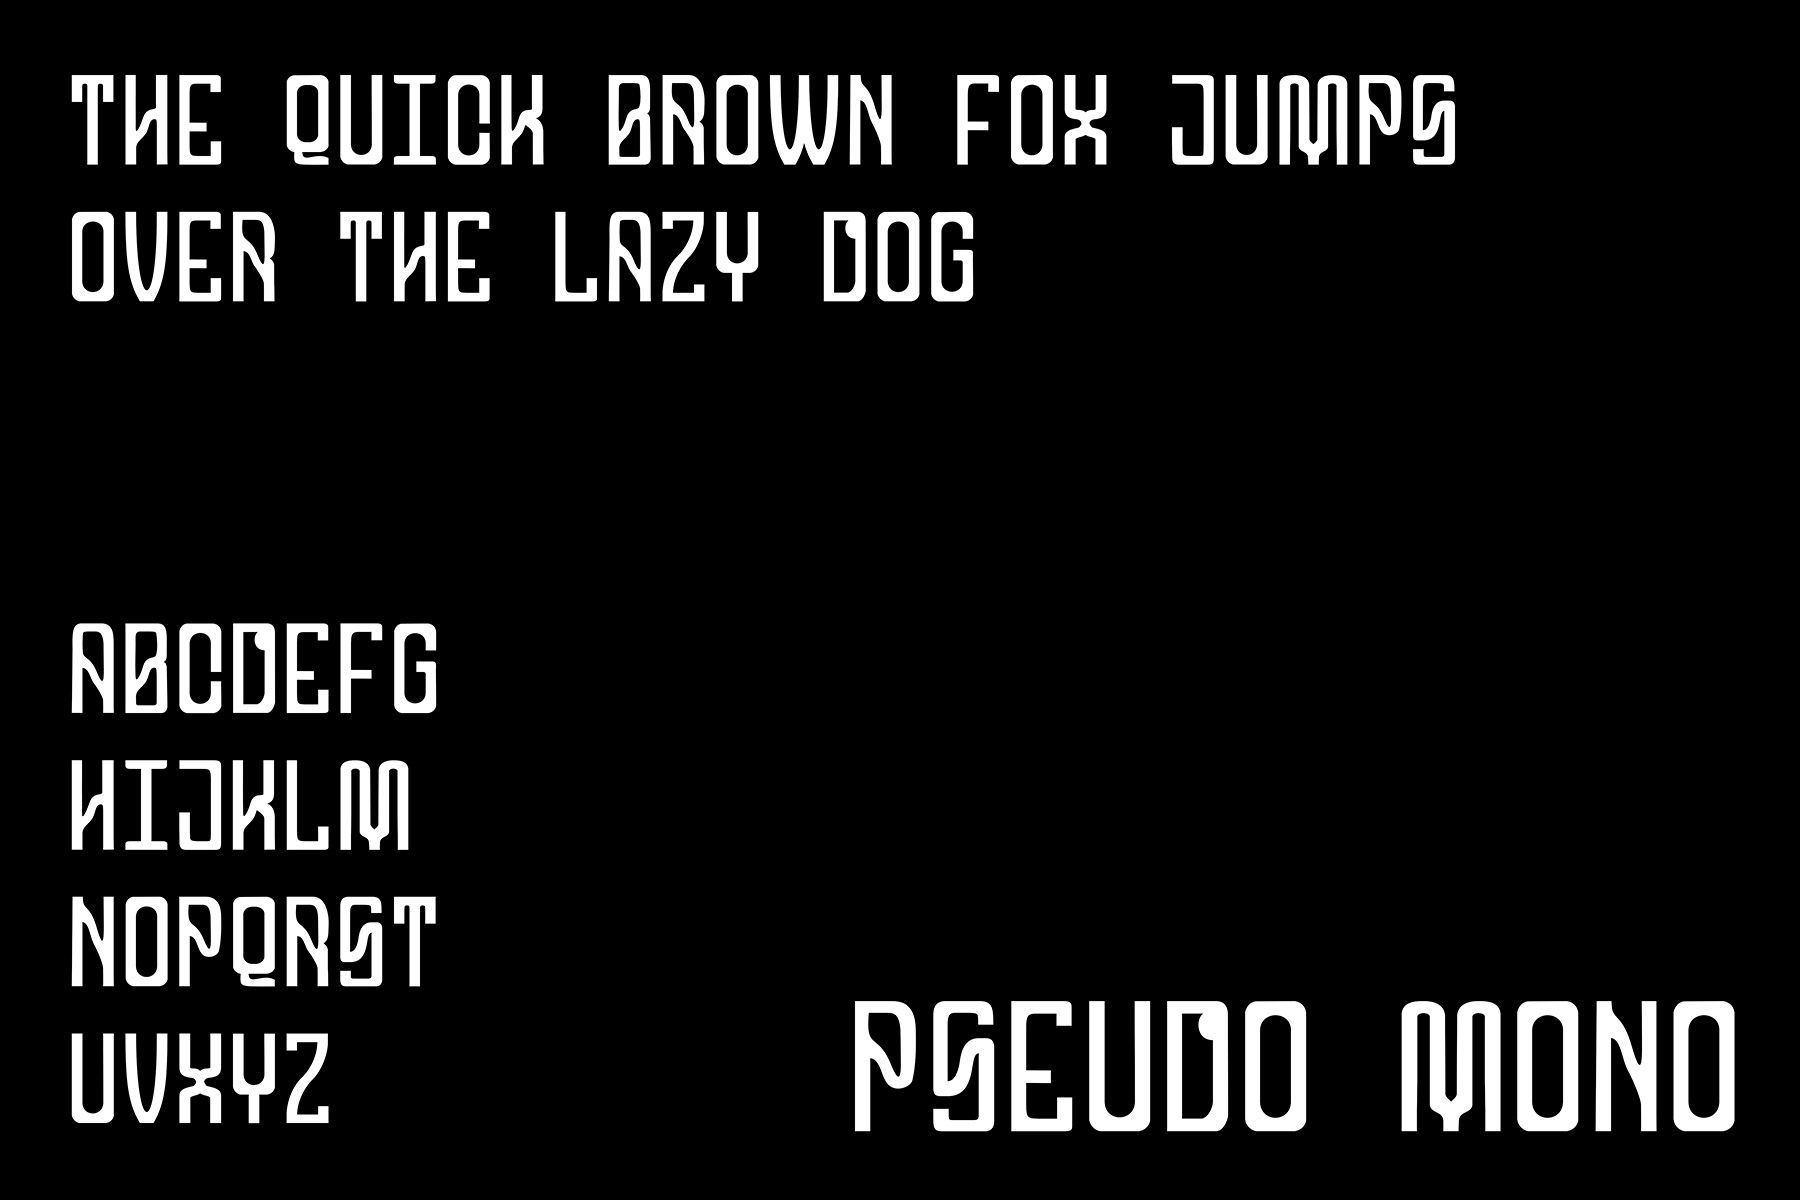 THE QUICK BROWN FOX JUMPS
OVER THE LAZY DOG
ABCDEFG
HIJKLM
NOPQRST
UVXYZ
PSEUDO MONO